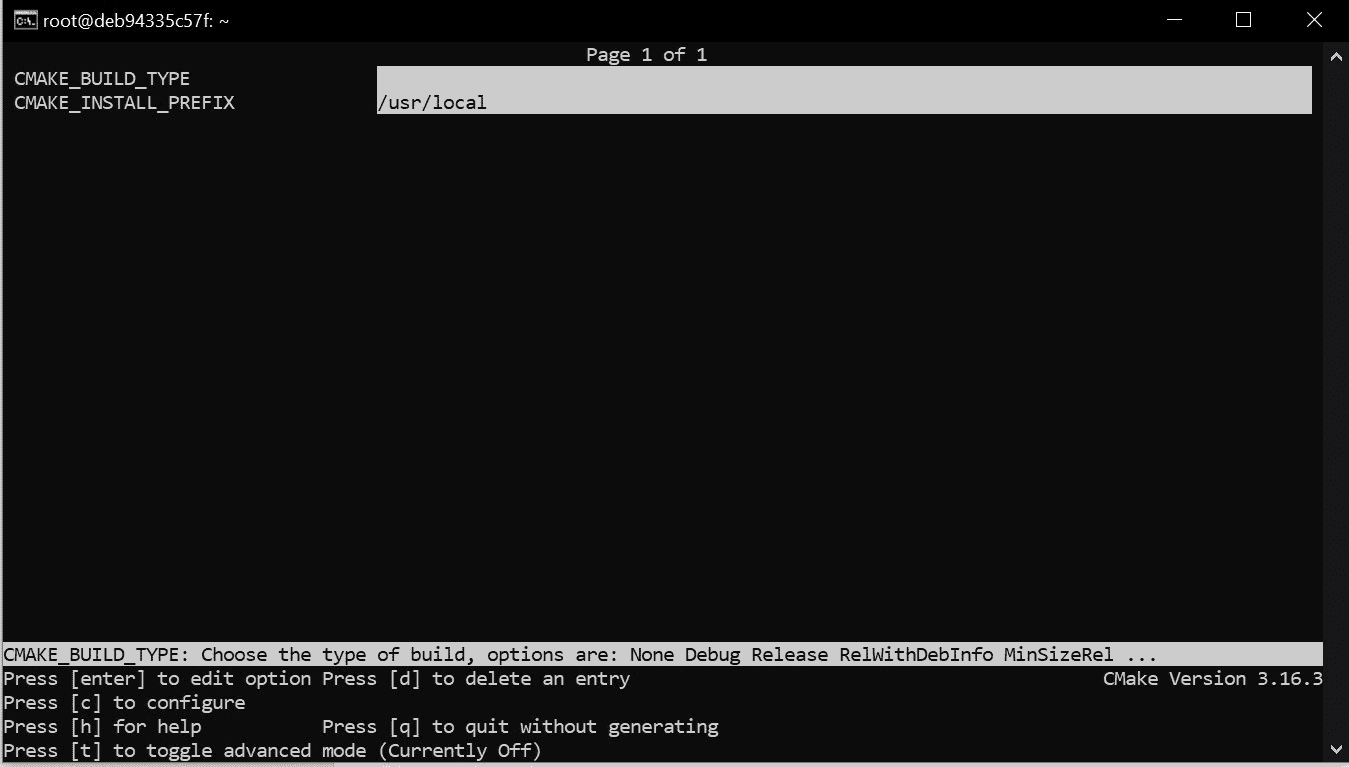 root@deb94335c57f: ~
Page 1 of 1
CMAKE_BUILD_TYPE
CMAKE_INSTALL_PREFIX /usr/local
CMAKE_BUILD_TYPE: Choose the type of build, options are: None Debug Release RelWithDebInfo MinSizeRel ...
Press [enter] to edit option Press [d] to delete an entry CMake Version 3.16.3
Press [c] to configure
Press [h] for help Press [q] to quit without generating
Press [t] to toggle advanced mode (Currently Off)